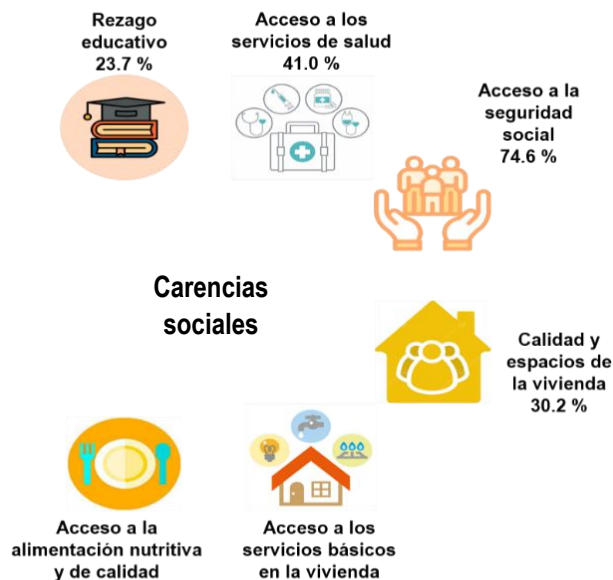 Rezago
educativo
23.7 %
Acceso a los
servicios de salud
41.0 %
Acceso a la
seguridad
social
74.6 %
Carencias
sociales
Calidad y
espacios de
la vivienda
30.2 %
Acceso a la
alimentación nutritiva
y de calidad
Acceso a los
servicios básicos
en la vivienda